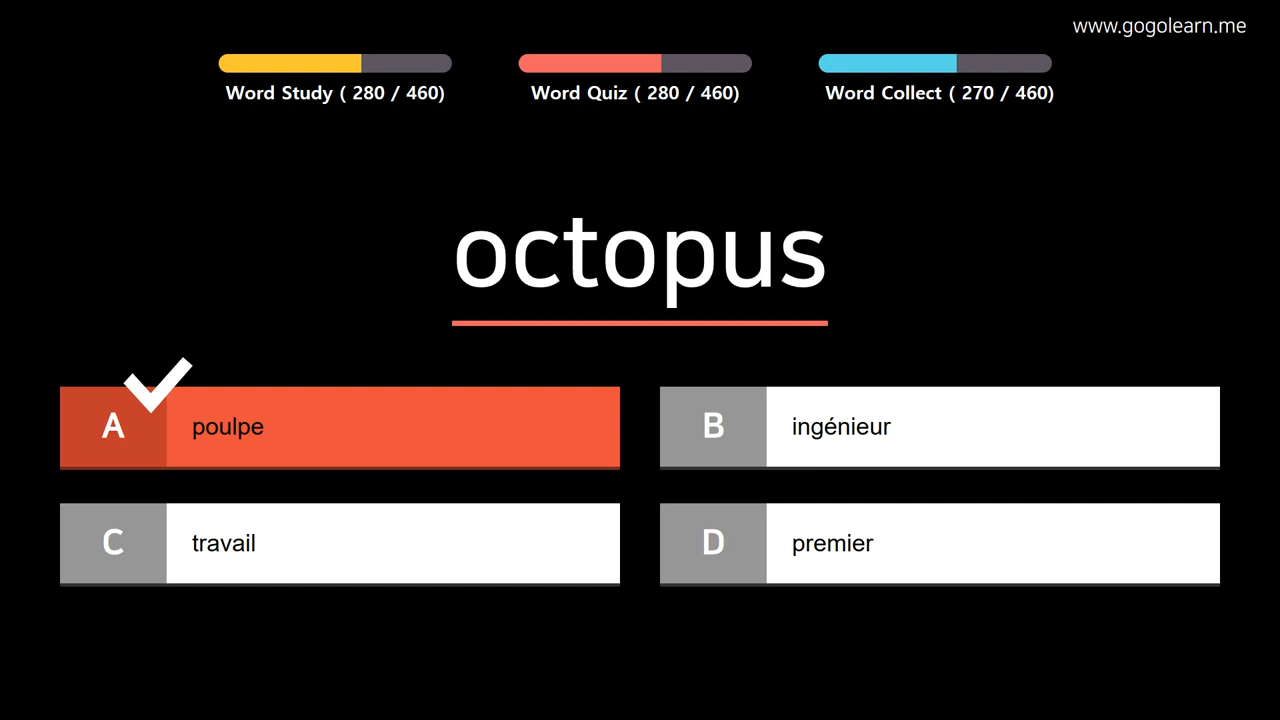 www.gogolearn.me
Word Study ( 280 / 460)
Word Quiz ( 280 / 460)
Word Collect ( 270 / 460)
octopus
A poulpe
B ingénieur
C travail
D premier